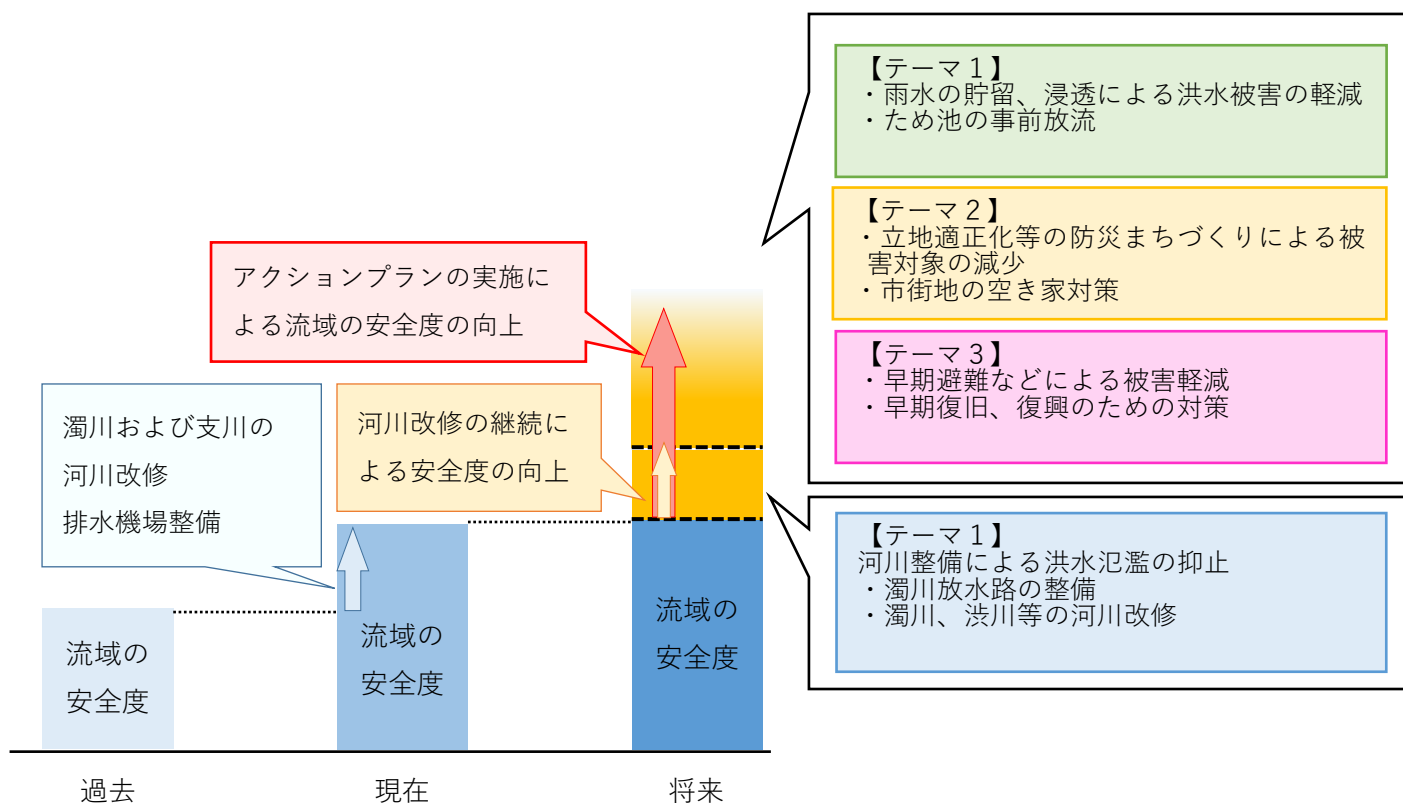 【テーマ１】
・雨水の貯留、浸透による洪水被害の軽減
・ため池の事前放流
【テーマ２】
・立地適正化等の防災まちづくりによる被
害対象の減少
・市街地の空き家対策
【テーマ３】
・早期避難などによる被害軽減
・早期復旧、復興のための対策
【テーマ１】
河川整備による洪水氾濫の抑止
・濁川放水路の整備
・濁川、渋川等の河川改修
アクションプランの実施に
よる流域の安全度の向上
濁川および支川の
河川改修
排水機場整備
河川改修の継続に
よる安全度の向上
流域の
安全度
流域の
安全度
流域の
安全度
過去
現在
将来